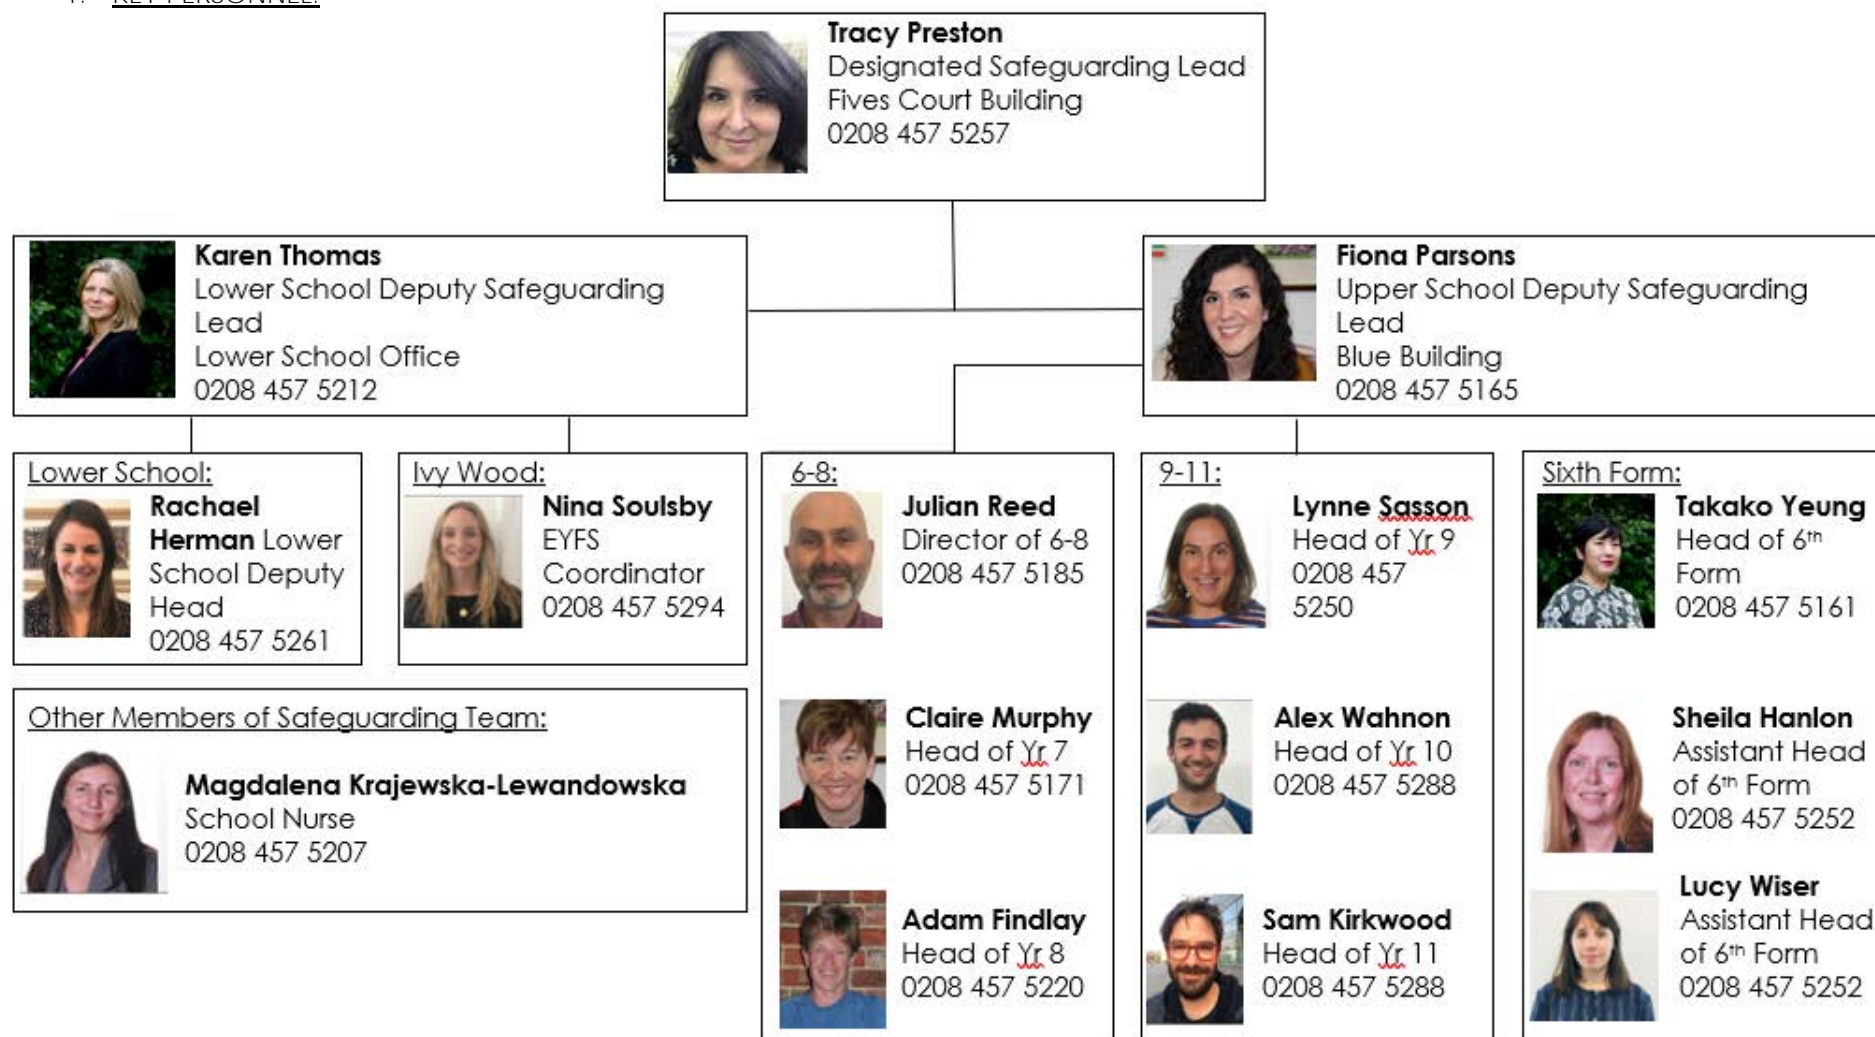 1. KEY PERSONNEL:
Tracy Preston
Designated Safeguarding Lead
Fives Court Building
0208 457 5257
Karen Thomas
Lower School Deputy Safeguarding
Lead
Lower School Office
0208 457 5212
Fiona Parsons
Upper School Deputy Safeguarding
Lead
Blue Building
0208 457 5165
Lower School:
Rachael
Herman Lower
School Deputy
Head
0208 457 5261
Ivy Wood:
Nina Soulsby
EYFS
Coordinator
0208 457 5294
Other Members of Safeguarding Team:
Magdalena Krajewska-Lewandowska
School Nurse
0208 457 5207
6-8:
Julian Reed
Director of 6-8
0208 457 5185
Claire Murphy
Head of Yr 7
0208 457 5171
Adam Findlay
Head of Yr 8
0208 457 5220
9-11:
Lynne Sasson
Head of Yr 9
0208 457
5250
Alex Wahnon
Head of Yr 10
0208 457 5288
Sam Kirkwood
Head of Yr 11
0208 457 5288
Sixth Form:
Takako Yeung
Head of 6th
Form
0208 457 5161
Sheila Hanlon
Assistant Head
of 6th Form
0208 457 5252
Lucy Wiser
Assistant Head
of 6th Form
0208 457 5252